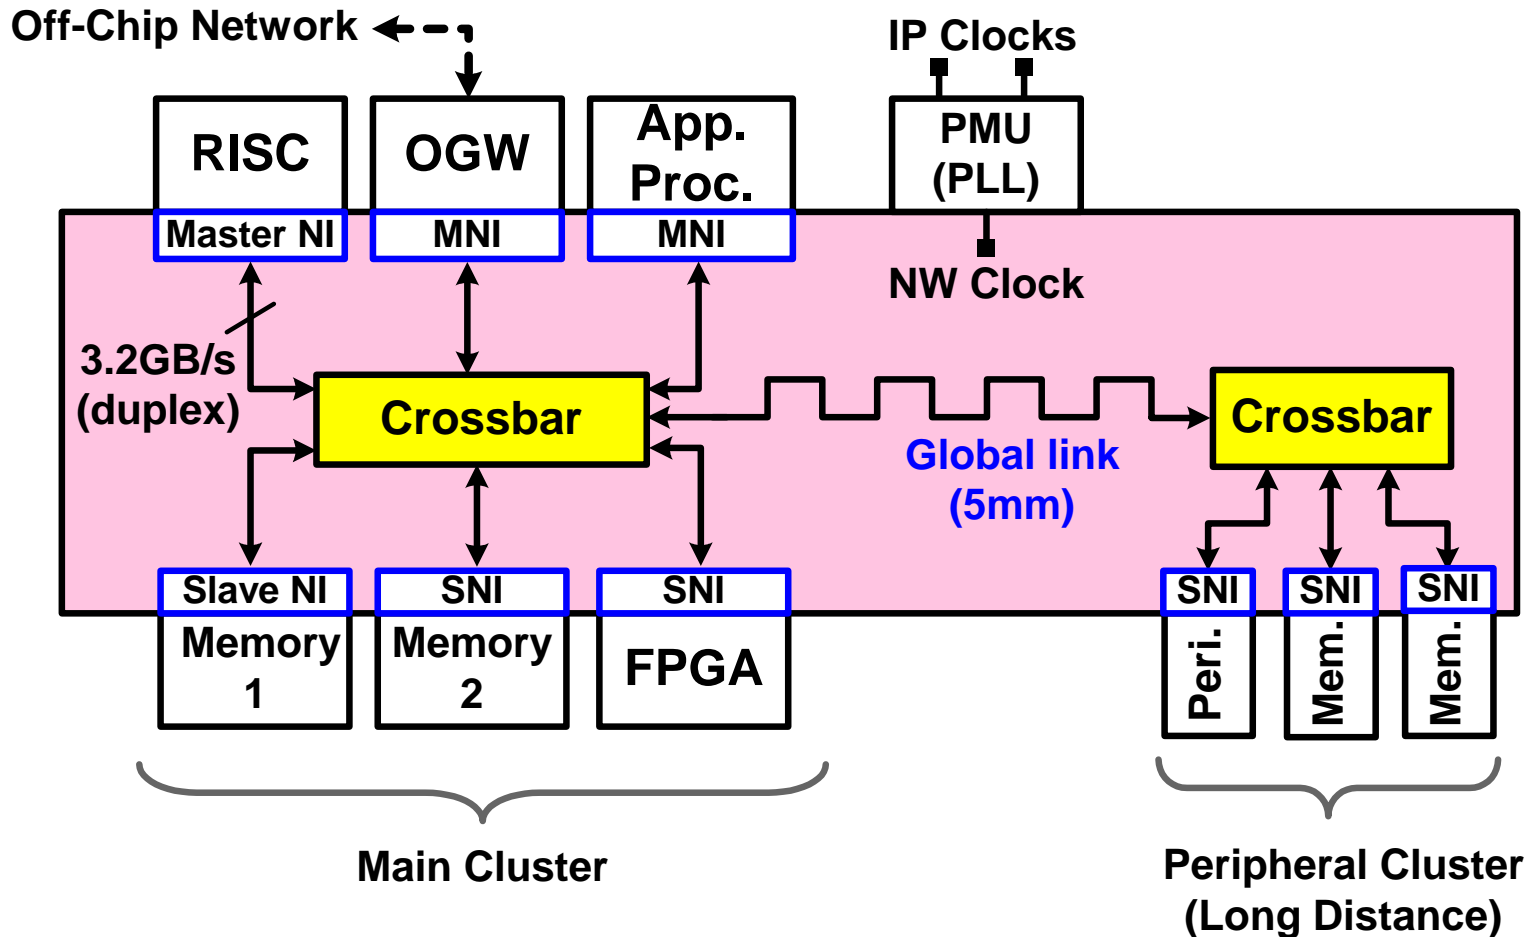 Off-Chip Network
IP Clocks
RISC
OGW
App.
Proc.
PMU
(PLL)
Master NI
MNI
MNI
NW Clock
3.2GB/s
(duplex)
Crossbar
Crossbar
Global link
(5mm)
Slave NI
SNI
SNI
SNI
SNI
SNI
Memory
1
Memory
2
FPGA
Peri.
Mem.
Mem.
Main Cluster
Peripheral Cluster
(Long Distance)